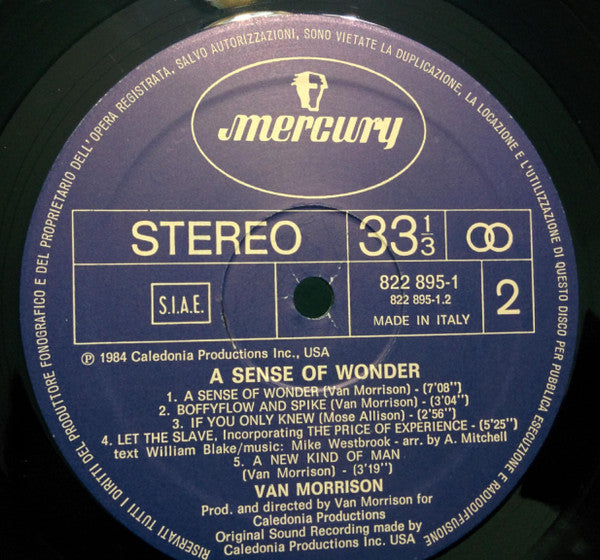 RISERVATI TUTTI I DIRITTI DEL PRODUTTORE FONOGRAFICO E DEL PROPRIETARIO DELL'OPERA REGISTRATA. SALVO AUTORIZZAZIONI, SONO VIETATE LA DUPLICAZIONE, LA LOCAZIONE E L'UTILIZZAZIONE DI QUESTO DISCO PER PUBBLICA ESECUZIONE E RADIODIFFUSIONE
mercury
STEREO 33 1/3
S.I.A.E.
822 895-1
822 895-1.2
MADE IN ITALY
2
℗ 1984 Caledonia Productions Inc., USA
A SENSE OF WONDER
1. A SENSE OF WONDER (Van Morrison) - (7'08'')
2. BOFFYFLOW AND SPIKE (Van Morrison) - (3'04'')
3. IF YOU ONLY KNEW (Mose Allison) - (2'56'')
4. LET THE SLAVE, Incorporating THE PRICE OF EXPERIENCE - (5'25'')
text William Blake/music: Mike Westbrook - arr. by A. Mitchell
5. A NEW KIND OF MAN
(Van Morrison) - (3'19'')
VAN MORRISON
Prod. and directed by Van Morrison for
Caledonia Productions
Original Sound Recording made by
Caledonia Productions Inc. USA